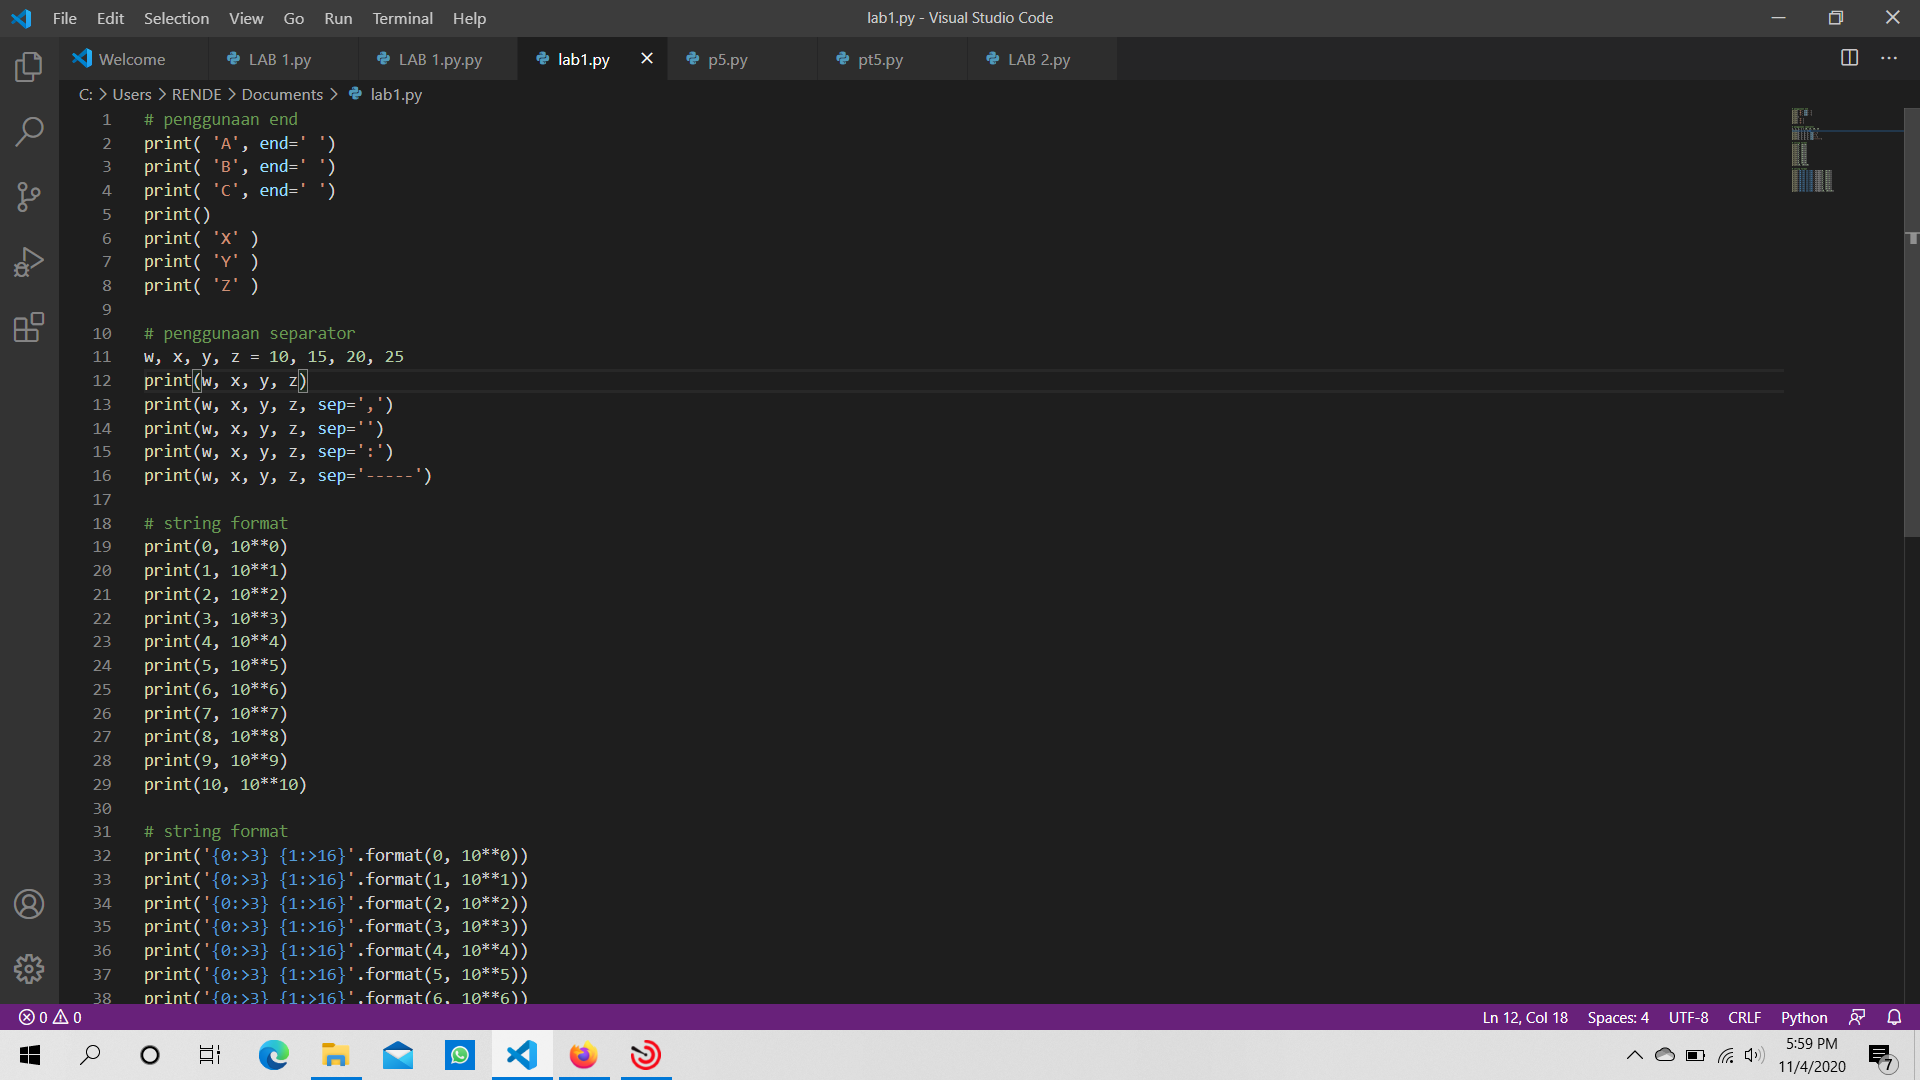 File Edit Selection View Go Run Terminal Help lab1.py - Visual Studio Code
Welcome LAB 1.py LAB 1.py.py lab1.py p5.py pt5.py LAB 2.py
C: > Users > RENDE > Documents > lab1.py
1 # penggunaan end
2 print( 'A', end=' ')
3 print( 'B', end=' ')
4 print( 'C', end=' ')
5 print()
6 print( 'X' )
7 print( 'Y' )
8 print( 'Z' )
9
10 # penggunaan separator
11 w, x, y, z = 10, 15, 20, 25
12 print(w, x, y, z)
13 print(w, x, y, z, sep=',')
14 print(w, x, y, z, sep='')
15 print(w, x, y, z, sep=':')
16 print(w, x, y, z, sep='-----')
17
18 # string format
19 print(0, 10**0)
20 print(1, 10**1)
21 print(2, 10**2)
22 print(3, 10**3)
23 print(4, 10**4)
24 print(5, 10**5)
25 print(6, 10**6)
26 print(7, 10**7)
27 print(8, 10**8)
28 print(9, 10**9)
29 print(10, 10**10)
30
31 # string format
32 print('{0:>3} {1:>16}'.format(0, 10**0))
33 print('{0:>3} {1:>16}'.format(1, 10**1))
34 print('{0:>3} {1:>16}'.format(2, 10**2))
35 print('{0:>3} {1:>16}'.format(3, 10**3))
36 print('{0:>3} {1:>16}'.format(4, 10**4))
37 print('{0:>3} {1:>16}'.format(5, 10**5))
38 print('{0:>3} {1:>16}'.format(6, 10**6))
0 0 Ln 12, Col 18 Spaces: 4 UTF-8 CRLF Python
5:59 PM
11/4/2020
7